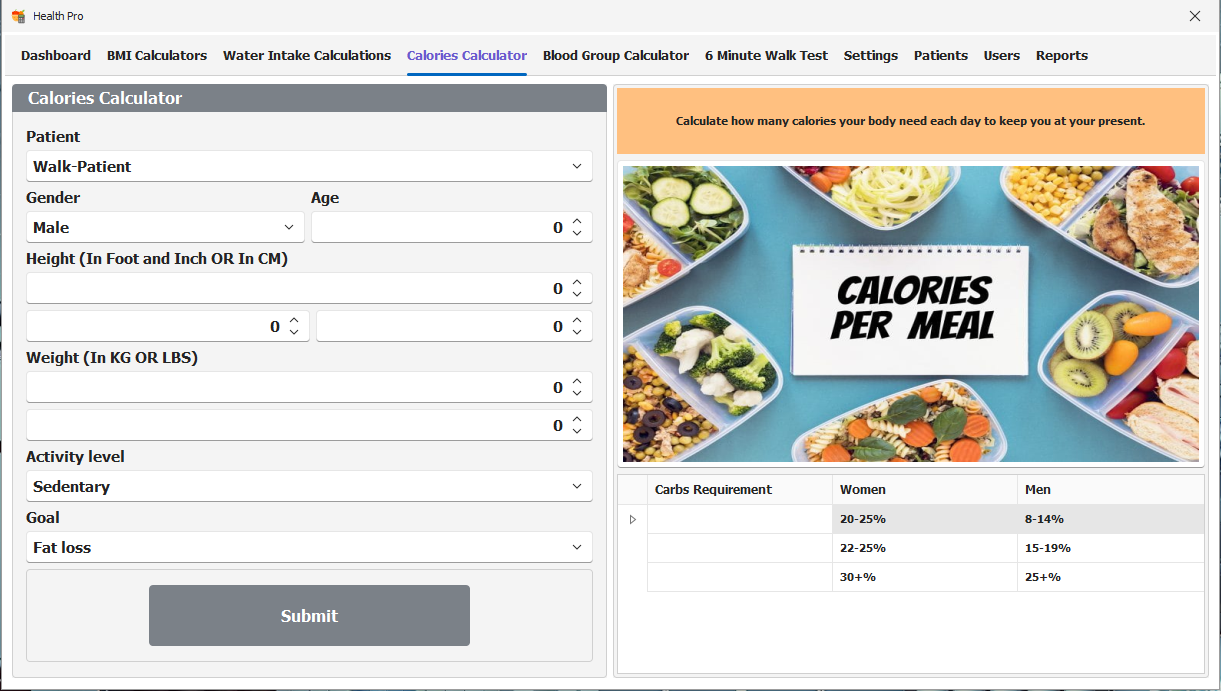 Health Pro
Dashboard BMI Calculators Water Intake Calculations Calories Calculator Blood Group Calculator 6 Minute Walk Test Settings Patients Users Reports
Calories Calculator
Patient
Walk-Patient
Gender Age
Male 0
Height (In Foot and Inch OR In CM)
0
0 0
Weight (In KG OR LBS)
0
0
Activity level
Sedentary
Goal
Fat loss
Submit
Calculate how many calories your body need each day to keep you at your present.
CALORIES
PER MEAL
Carbs Requirement Women Men
20-25% 8-14%
22-25% 15-19%
30+% 25+%